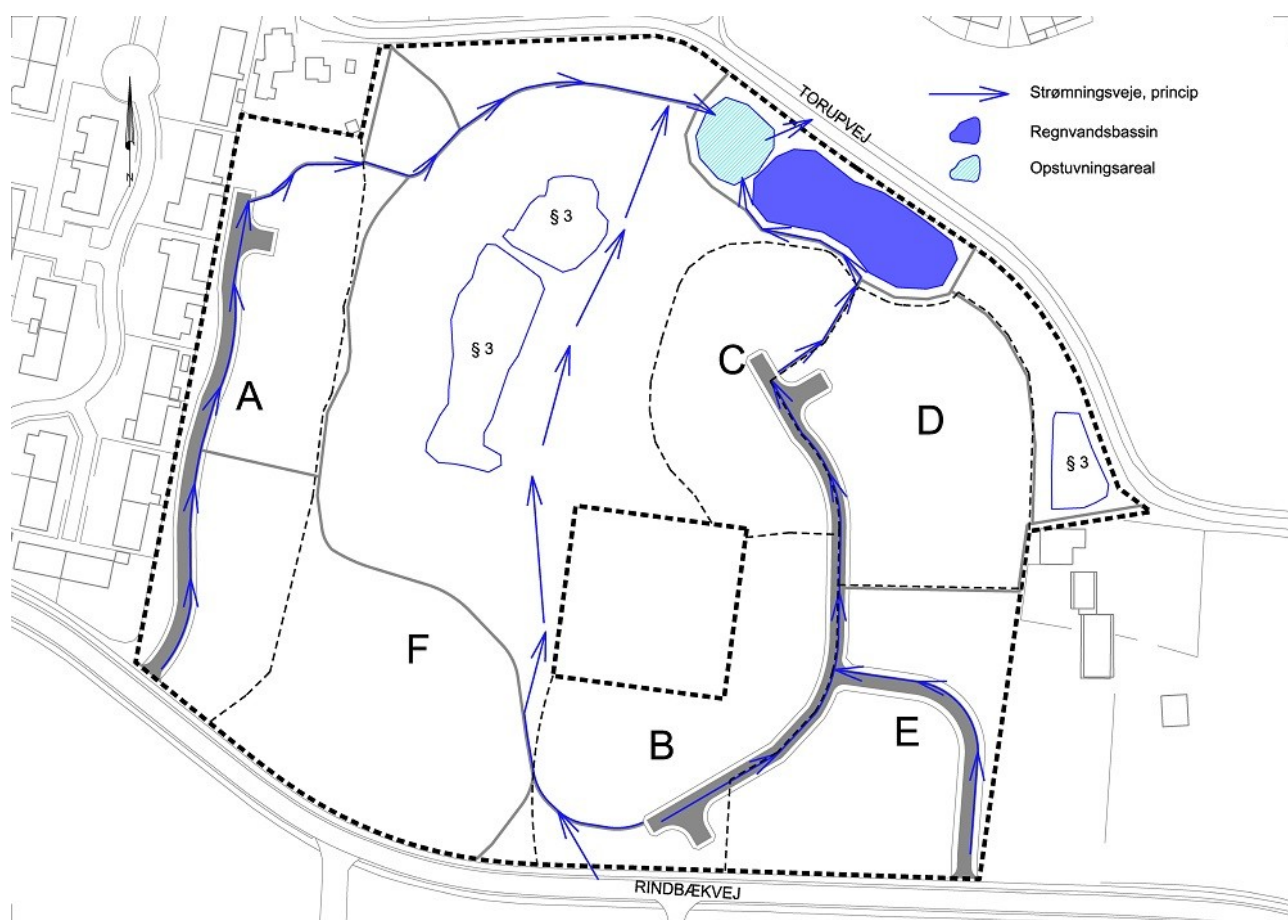 TORUPVEJ
Strømningsveje, princip
Regnvandsbassin
Opstuvningsareal
N
§ 3
§ 3
§ 3
A
C
D
F
B
E
RINDBÆKVEJ